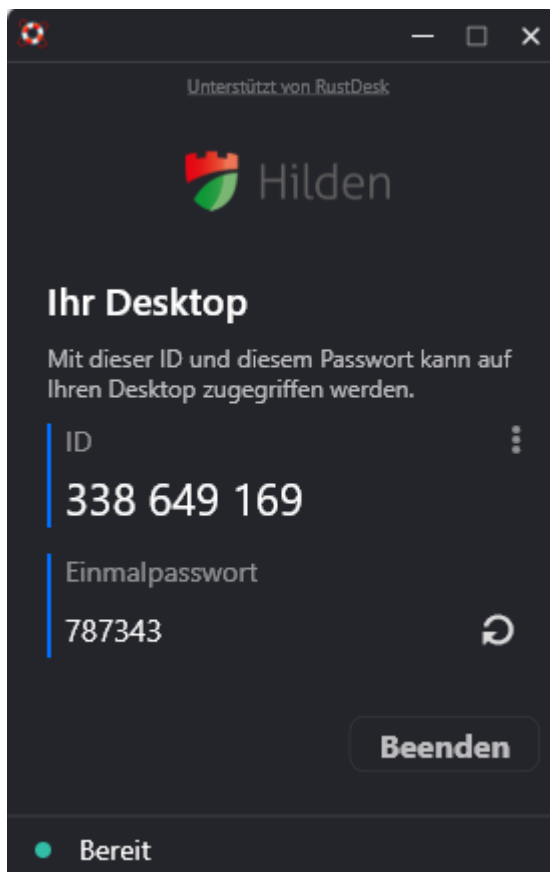 Unterstützt von RustDesk
Hilden
Ihr Desktop
Mit dieser ID und diesem Passwort kann auf
Ihren Desktop zugegriffen werden.
ID
338 649 169
Einmalpasswort
787343
Beenden
Bereit